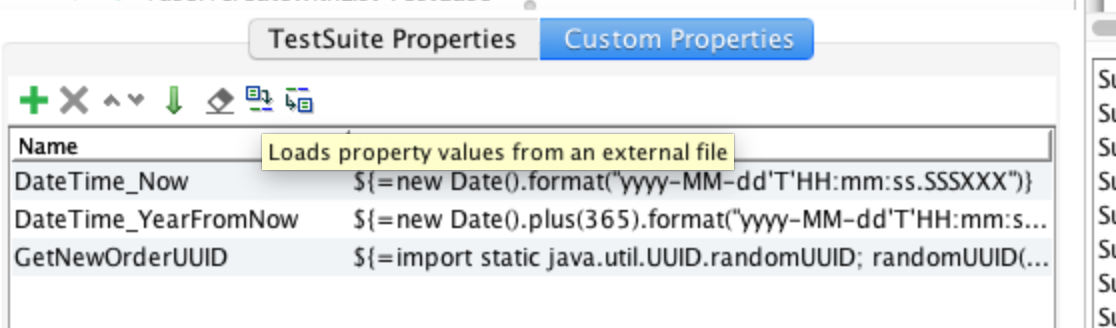 TestSuite Properties
Custom Properties
Name
Loads property values from an external file
DateTime_Now ${=new Date().format("yyyy-MM-dd'T'HH:mm:ss.SSSXXX")}
DateTime_YearFromNow ${=new Date().plus(365).format("yyyy-MM-dd'T'HH:mm:s...
GetNewOrderUUID ${=import static java.util.UUID.randomUUID; randomUUID(...
Su
Su
Su
Su
Su
Su
Su
Su